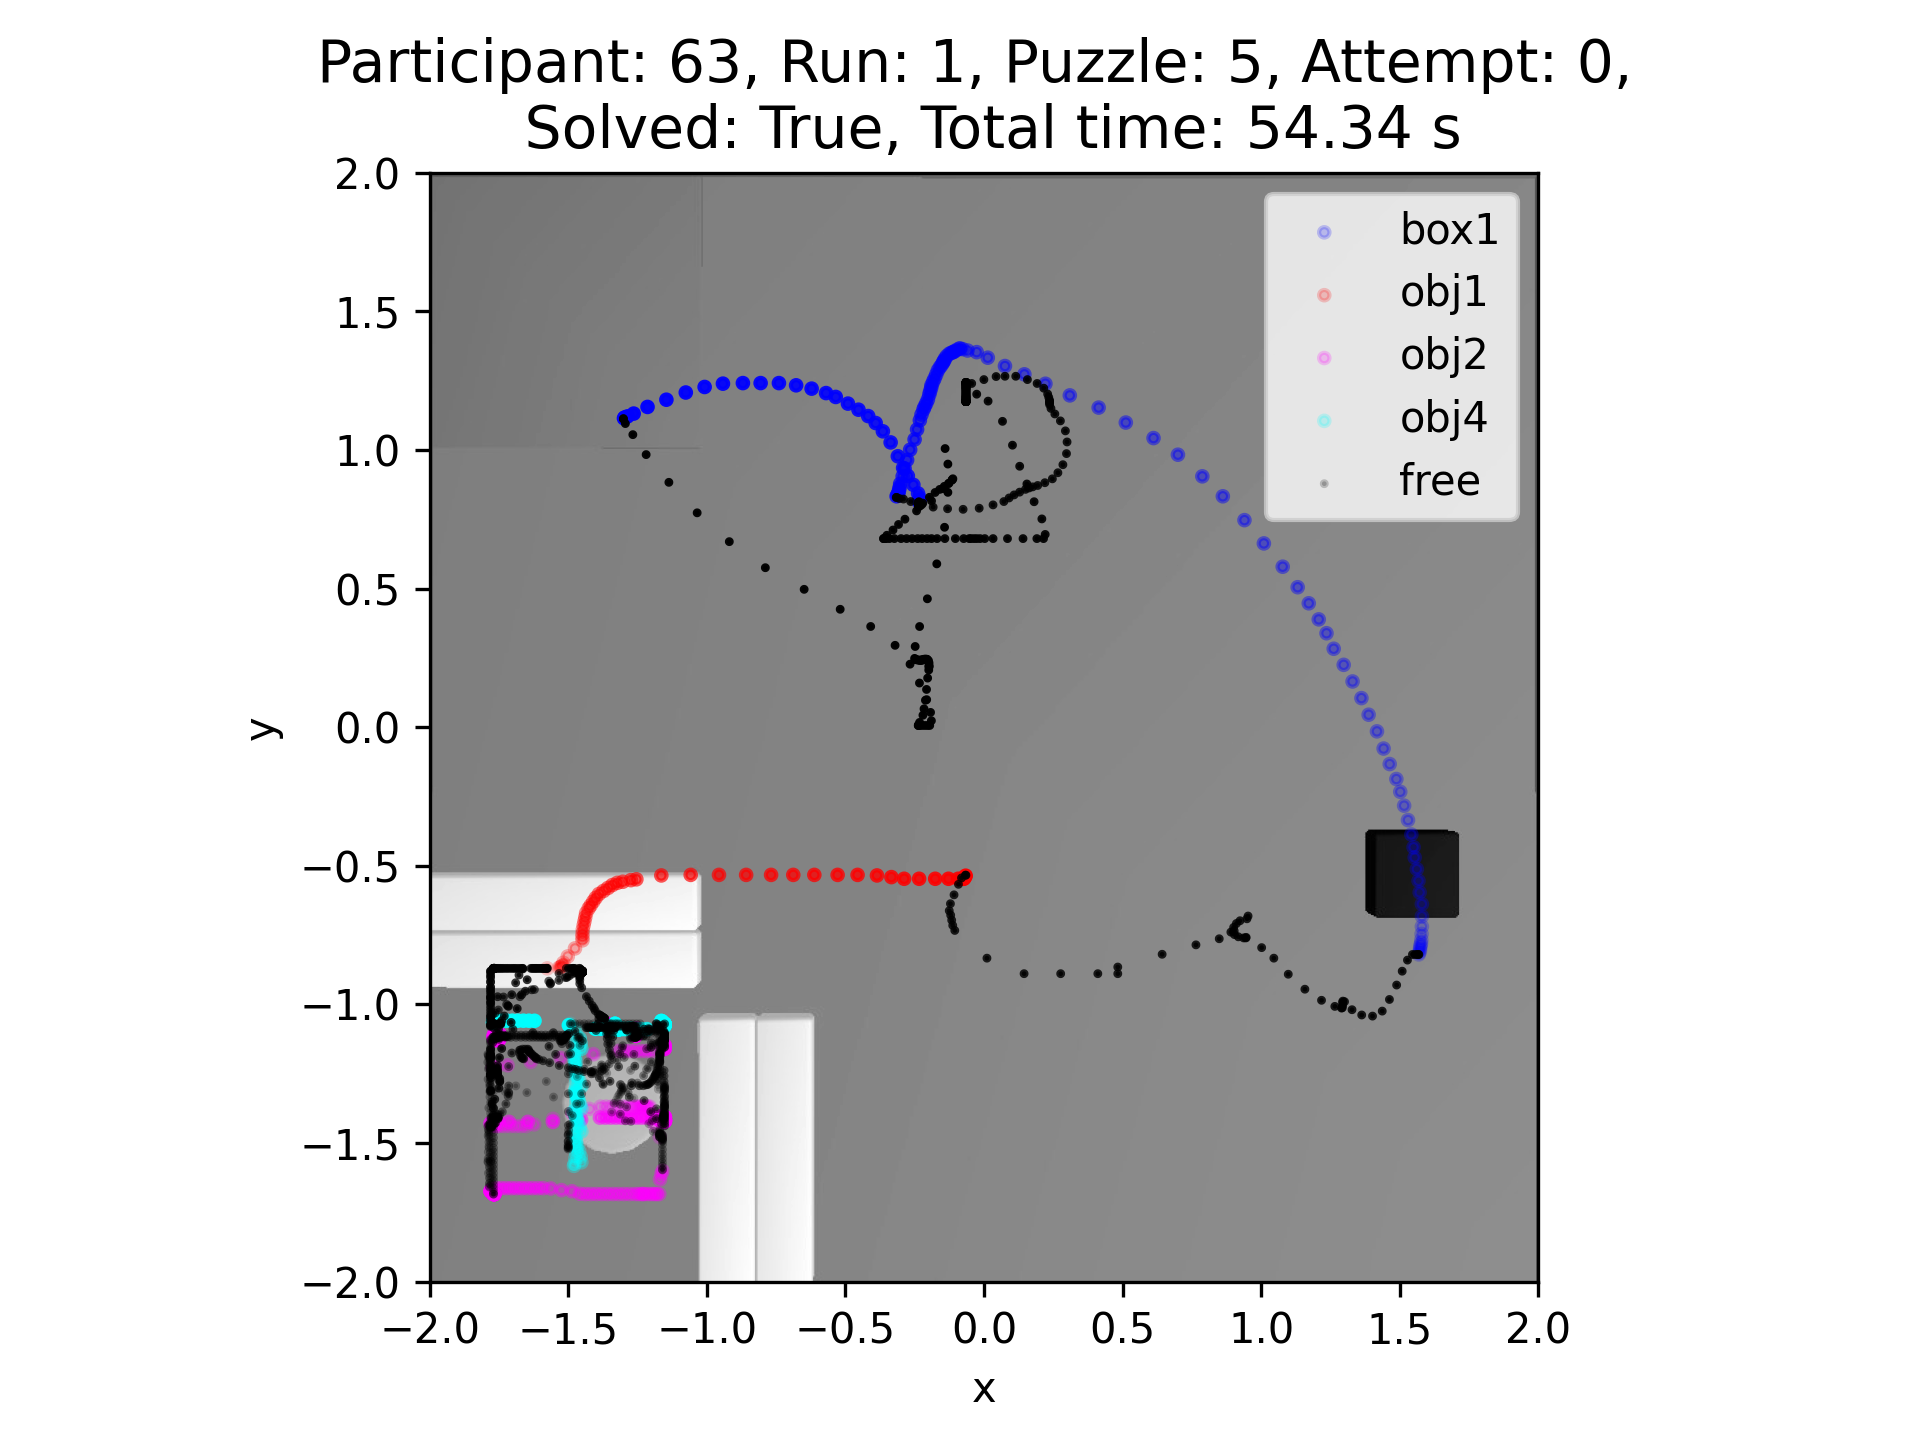 Participant: 63, Run: 1, Puzzle: 5, Attempt: 0,
Solved: True, Total time: 54.34 s
2.0
1.5
1.0
0.5
0.0
−0.5
−1.0
−1.5
−2.0
y
box1
obj1
obj2
obj4
free
−2.0 −1.5 −1.0 −0.5 0.0 0.5 1.0 1.5 2.0
x